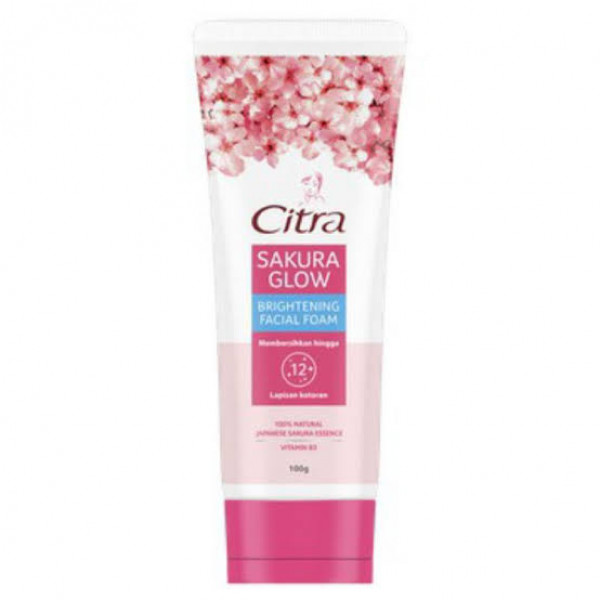 Citra
SAKURA
GLOW
BRIGHTENING
FACIAL FOAM
Membersihkan hingga
12+
Lapisan kotoran
100% NATURAL
JAPANESE SAKURA ESSENCE
VITAMIN B3
100g